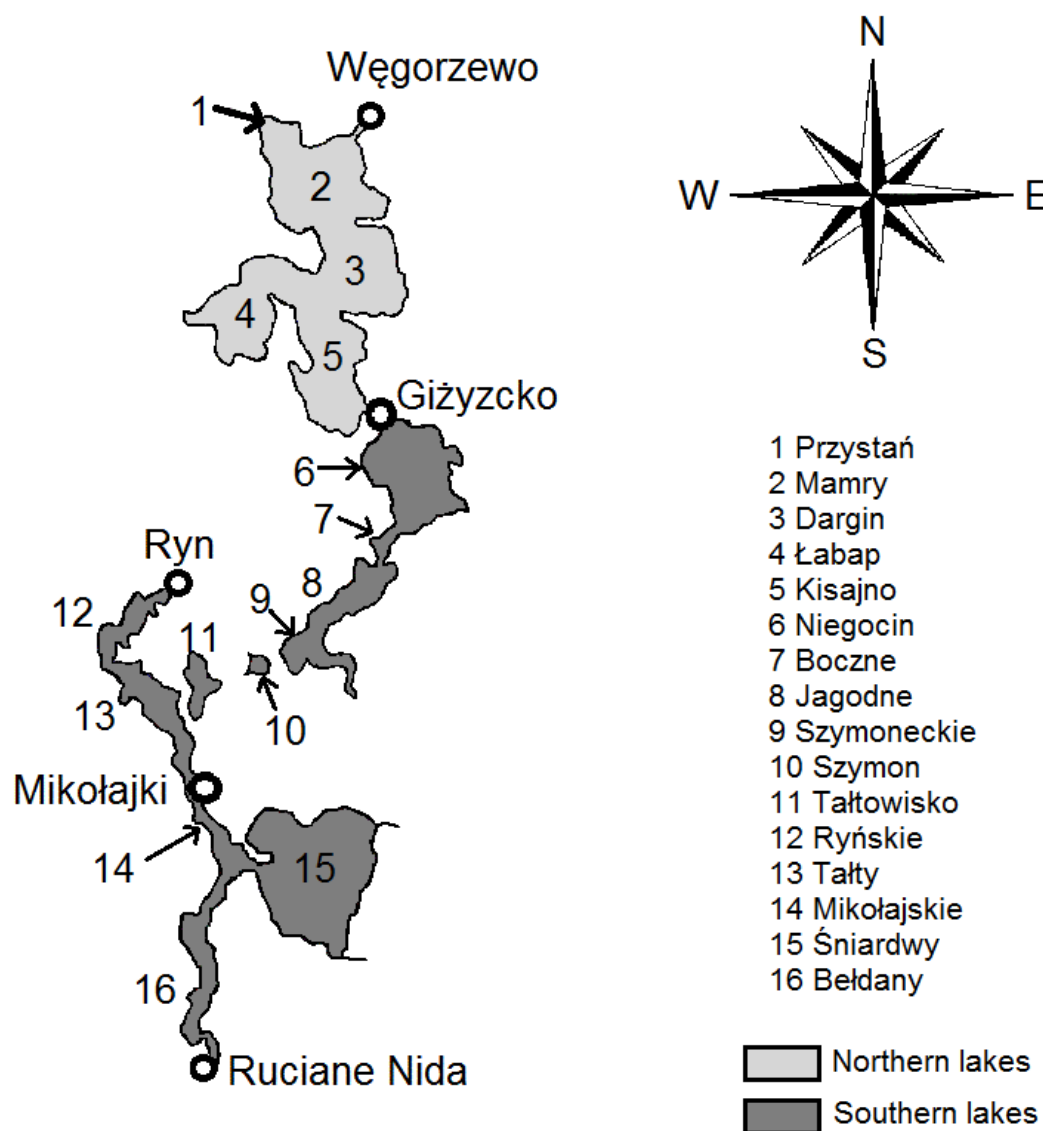 N
Węgorzewo
1
2
W
E
3
4
5
S
Giżyzcko
6
7
Ryn
8
9
12
11
10
13
Mikołajki
14
15
16
Ruciane Nida
1 Przystań
2 Mamry
3 Dargin
4 Łabap
5 Kisajno
6 Niegocin
7 Boczne
8 Jagodne
9 Szymoneckie
10 Szymon
11 Tałtowisko
12 Ryńskie
13 Tałty
14 Mikołajskie
15 Śniardwy
16 Bełdany
Northern lakes
Southern lakes